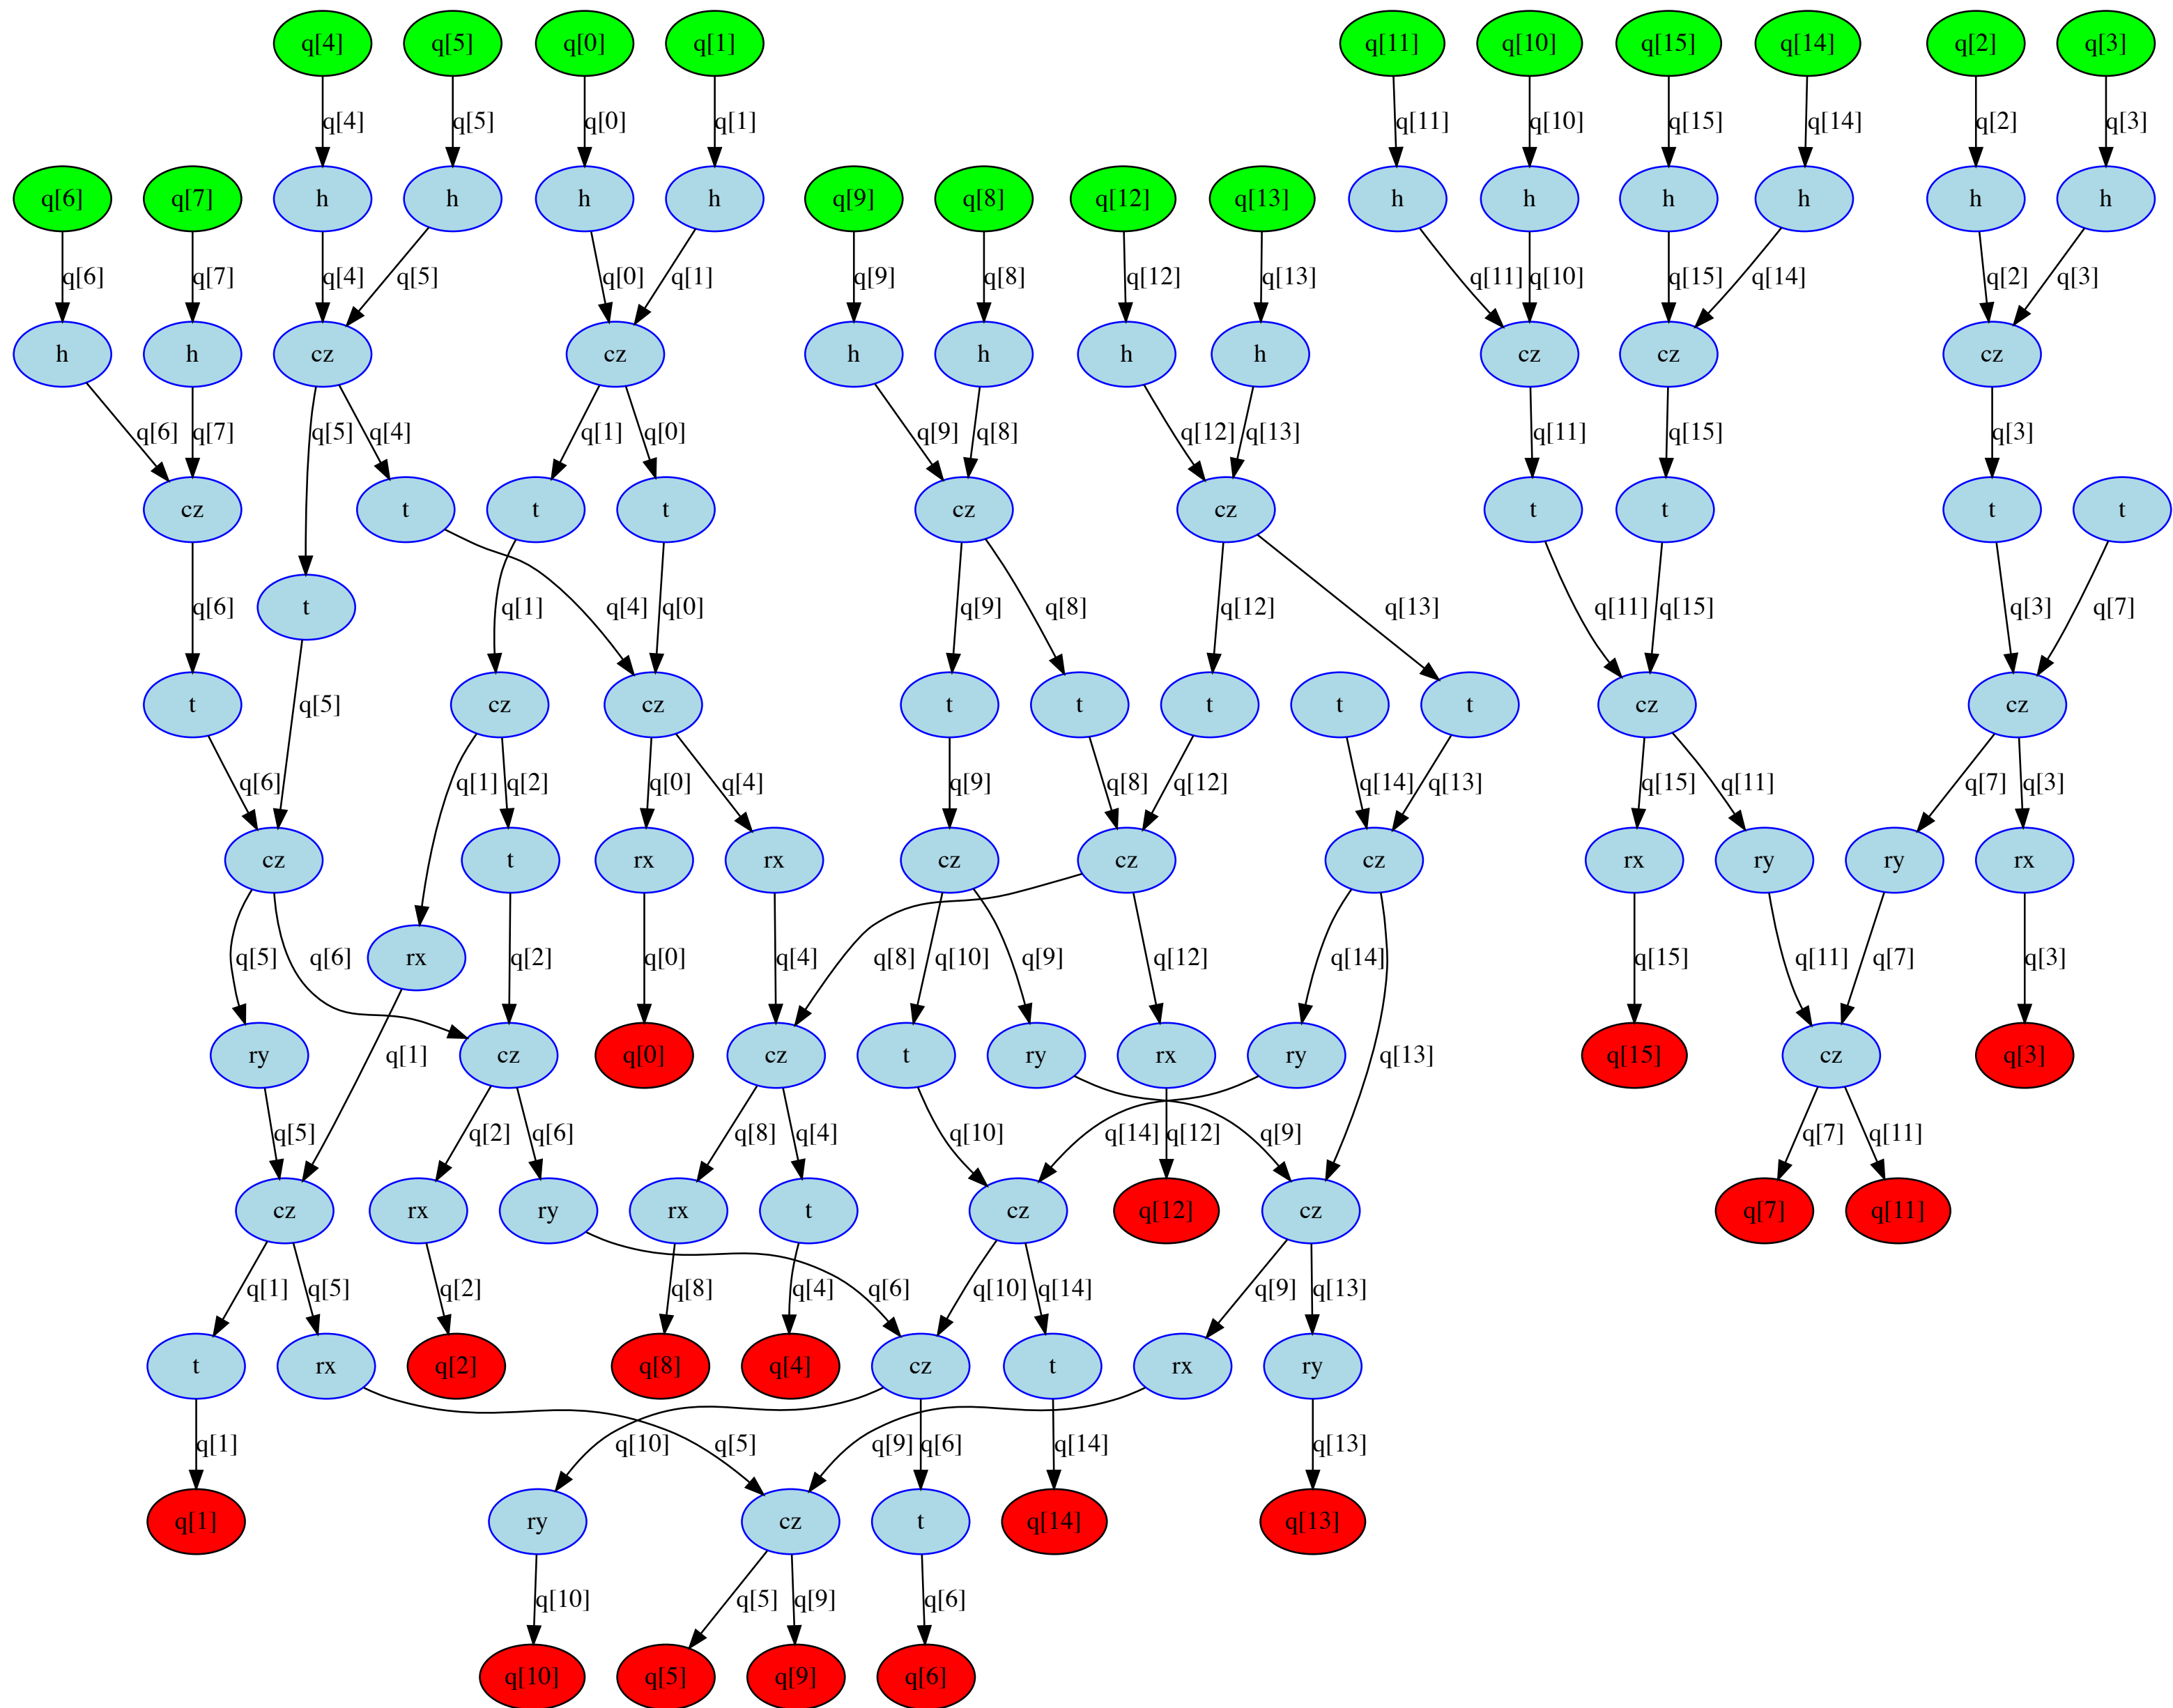 q[4] q[5] q[0] q[1] q[11] q[10] q[15] q[14] q[2] q[3]
q[4] q[5] q[0] q[1] q[11] q[10] q[15] q[14] q[2] q[3]
q[6] q[7] h h h h q[9] q[8] q[12] q[13] h h h h h h
q[6] q[7] q[4] q[5] q[0] q[1] q[9] q[8] q[12] q[13] q[11] q[10] q[15] q[14] q[2] q[3]
h h cz cz h h h h cz cz cz
q[6] q[7] q[5] q[4] q[1] q[0] q[9] q[8] q[12] q[13] q[11] q[15] q[3]
cz t t t cz cz t t t t
q[6] t q[1] q[4] q[0] q[9] q[8] q[12] q[13] q[11] q[15] q[3] q[7]
t q[5] cz cz t t t t t cz cz
q[6] q[1] q[2] q[0] q[4] q[9] q[8] q[12] q[14] q[13] q[15] q[11] q[7] q[3]
cz t rx rx cz cz cz rx ry ry rx
q[5] q[6] rx q[2] q[0] q[4] q[8] q[10] q[9] q[12] q[14] q[15] q[11] q[7] q[3]
ry q[1] cz q[0] cz t ry rx ry q[13] q[15] cz q[3]
q[5] q[2] q[6] q[8] q[4] q[10] q[14] q[12] q[9] q[7] q[11]
cz rx ry rx t cz q[12] cz q[7] q[11]
q[1] q[5] q[2] q[8] q[4] q[6] q[10] q[14] q[9] q[13]
t rx q[2] q[8] q[4] cz t rx ry
q[1] q[10] q[5] q[9] q[6] q[14] q[13]
q[1] ry cz t q[14] q[13]
q[10] q[5] q[9] q[6]
q[10] q[5] q[9] q[6]